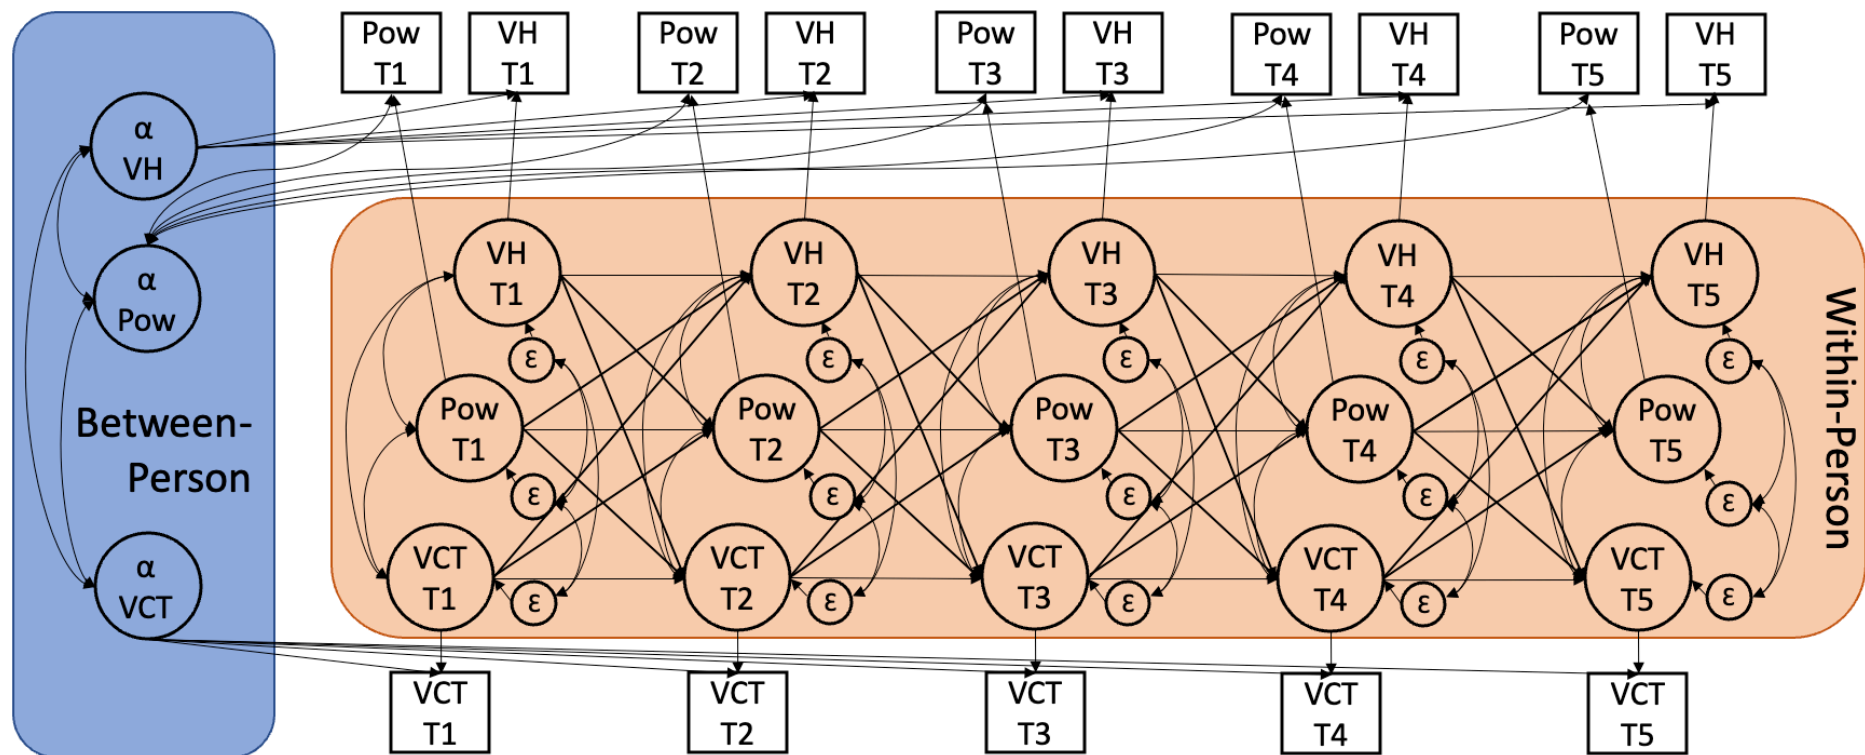 Pow
T1
VH
T1
Pow
T2
VH
T2
Pow
T3
VH
T3
Pow
T4
VH
T4
Pow
T5
VH
T5
α
VH
α
Pow
Between-
Person
α
VCT
VH
T1
VH
T2
VH
T3
VH
T4
VH
T5
ε
ε
ε
ε
ε
Pow
T1
Pow
T2
Pow
T3
Pow
T4
Pow
T5
ε
ε
ε
ε
ε
VCT
T1
VCT
T2
VCT
T3
VCT
T4
VCT
T5
ε
ε
ε
ε
ε
Within-Person
VCT
T1
VCT
T2
VCT
T3
VCT
T4
VCT
T5